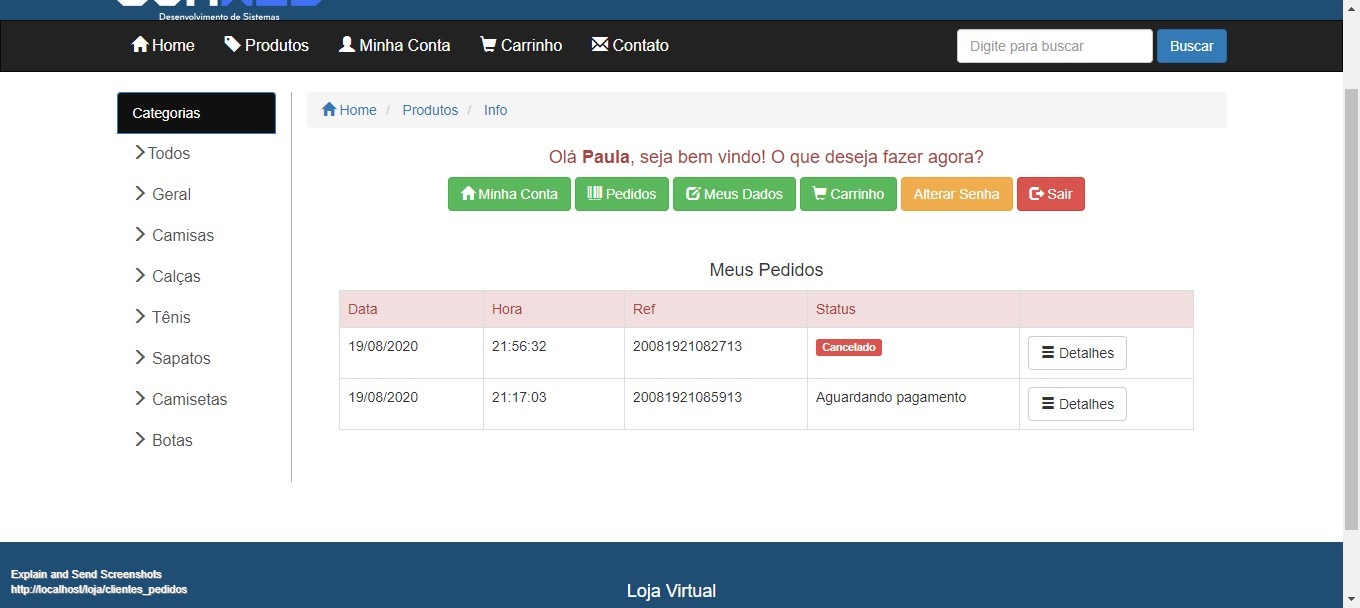 Desenvolvimento de Sistemas
Home Produtos Minha Conta Carrinho Contato Digite para buscar Buscar
Categorias
Todos
Geral
Camisas
Calças
Tênis
Sapatos
Camisetas
Botas
Home / Produtos / Info
Olá Paula, seja bem vindo! O que deseja fazer agora?
Minha Conta Pedidos Meus Dados Carrinho Alterar Senha Sair
Meus Pedidos
Data Hora Ref Status
19/08/2020 21:56:32 20081921082713 Cancelado Detalhes
19/08/2020 21:17:03 20081921085913 Aguardando pagamento Detalhes
Explain and Send Screenshots
http://localhost/loja/clientes_pedidos
Loja Virtual